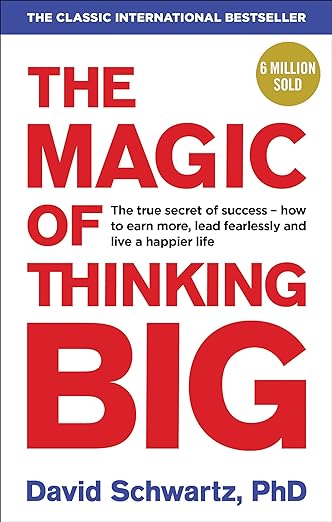 THE CLASSIC INTERNATIONAL BESTSELLER
6 MILLION
SOLD
THE
MAGIC
OF
The true secret of success – how
to earn more, lead fearlessly and
live a happier life
THINKING
BIG
David Schwartz, PhD